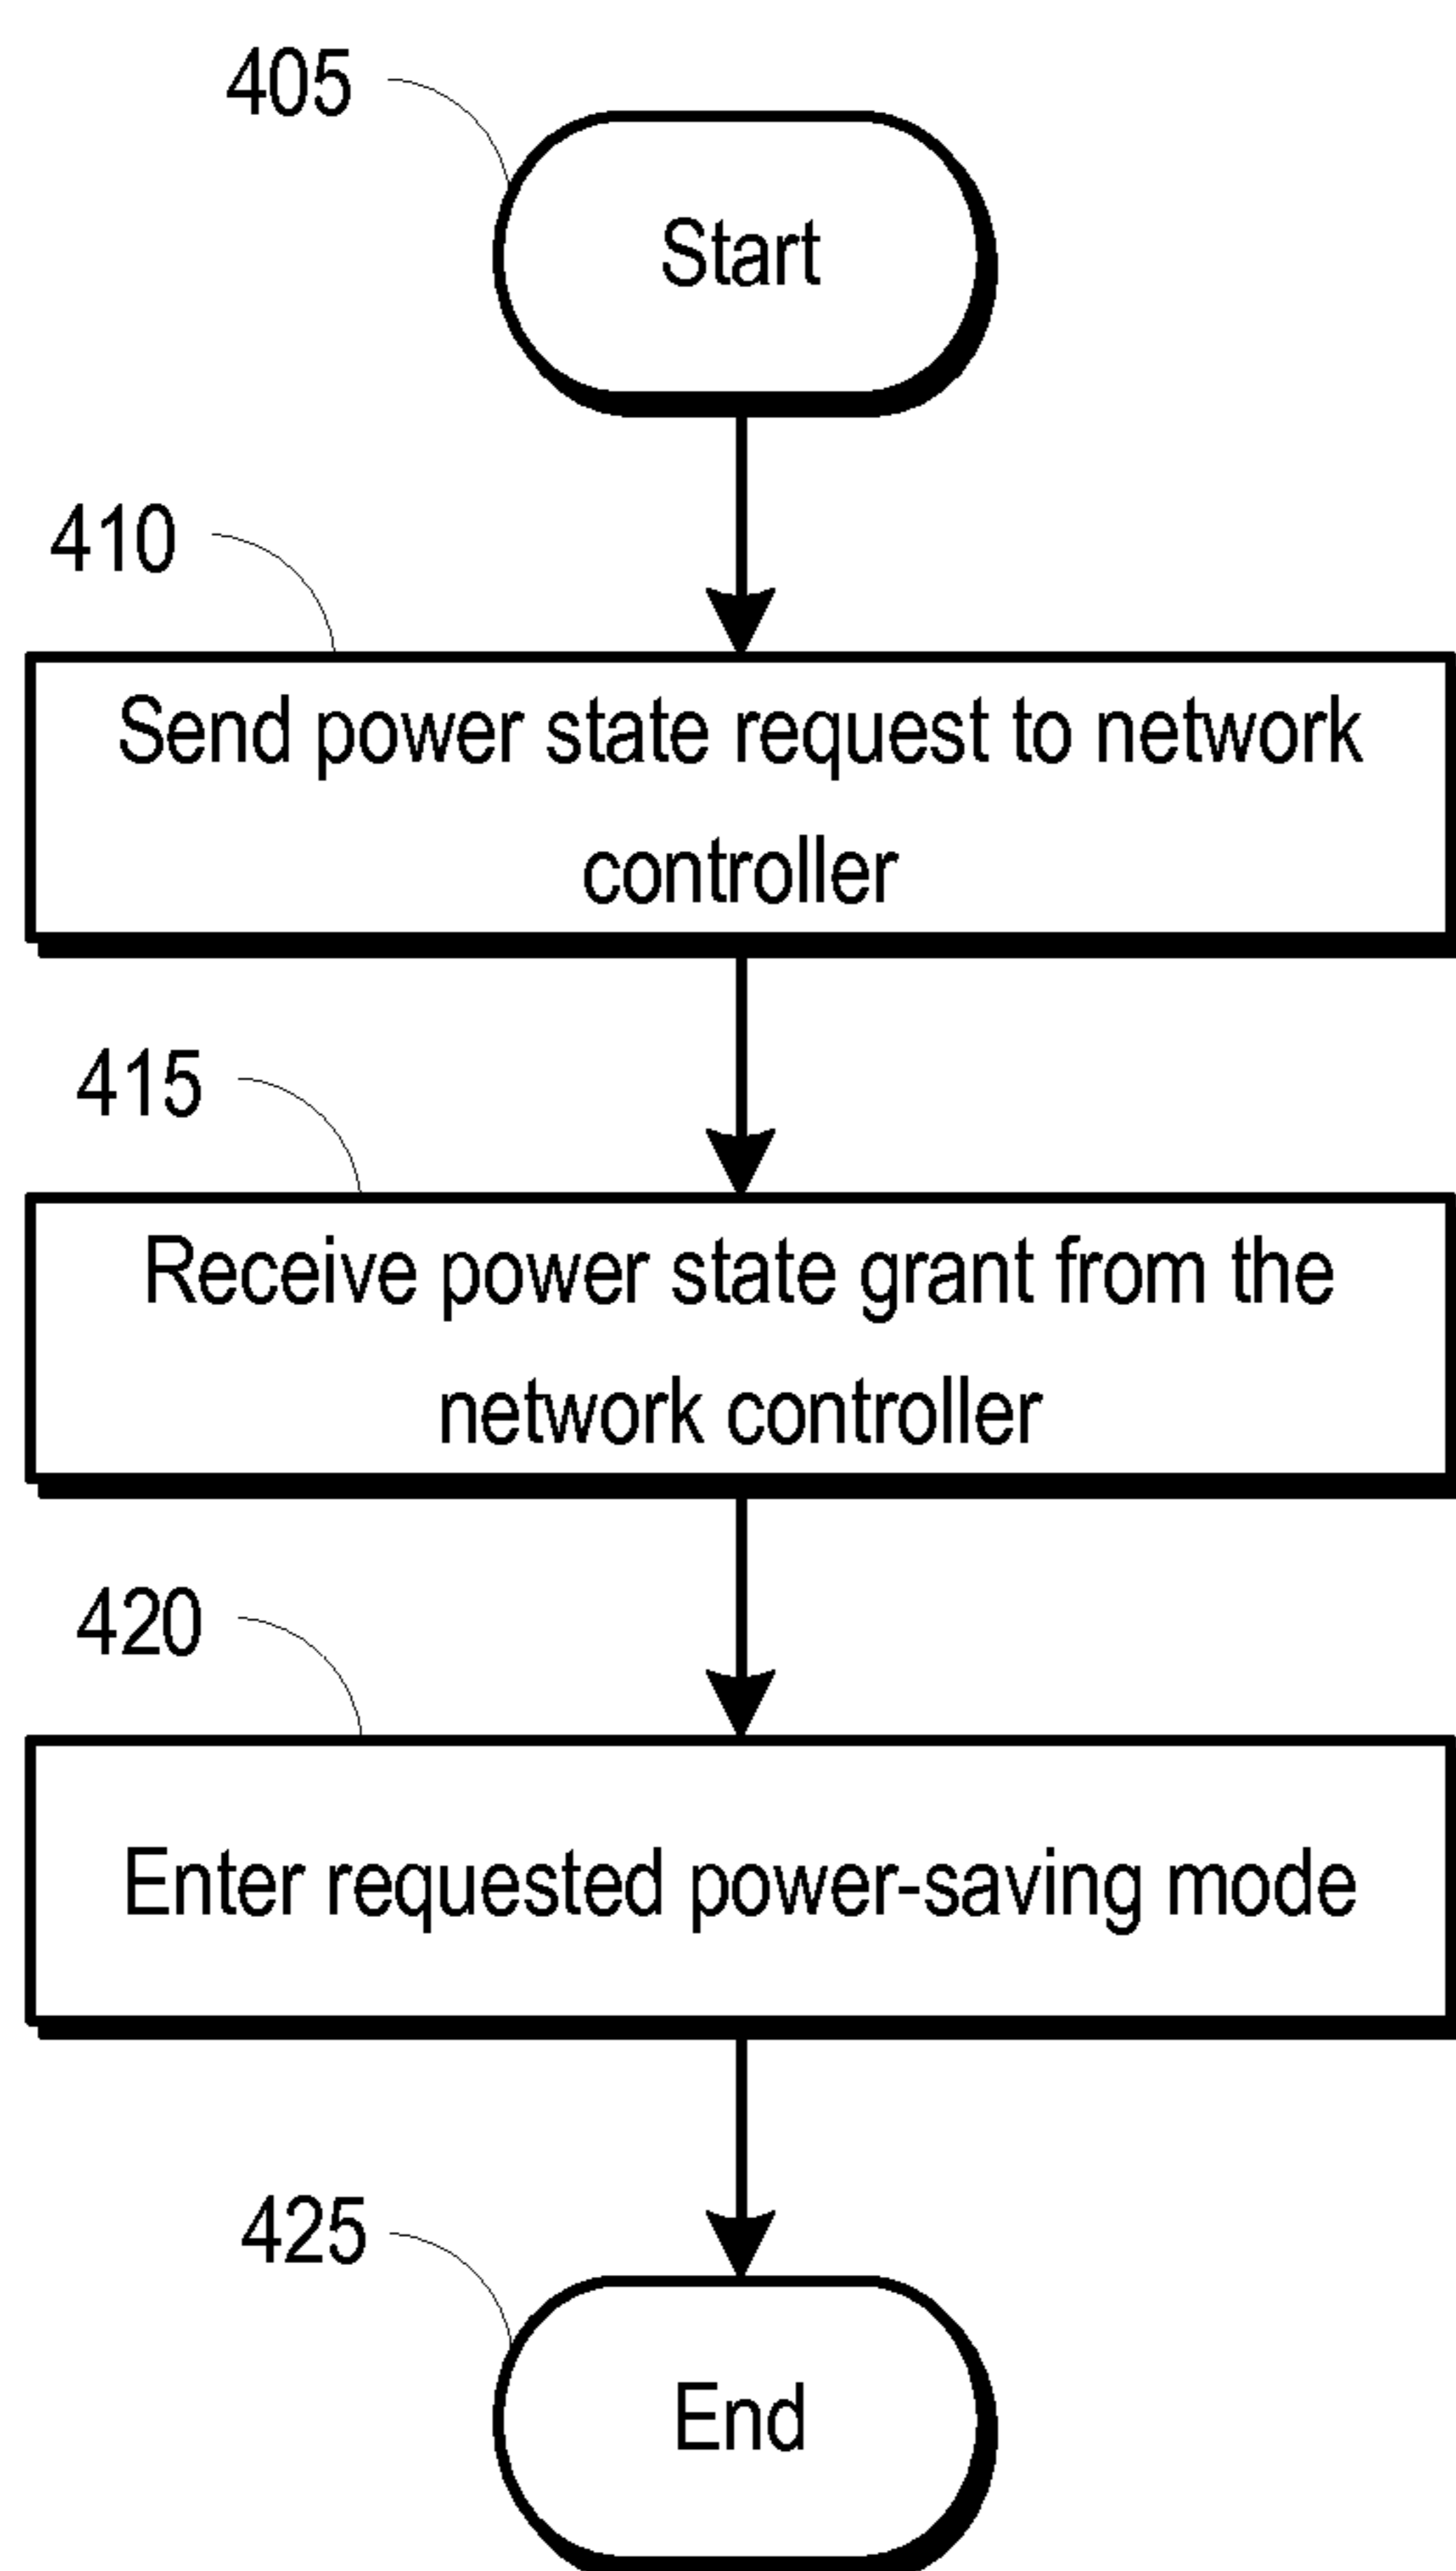 405
Start
410
Send power state request to network
controller
415
Receive power state grant from the
network controller
420
Enter requested power-saving mode
425
End